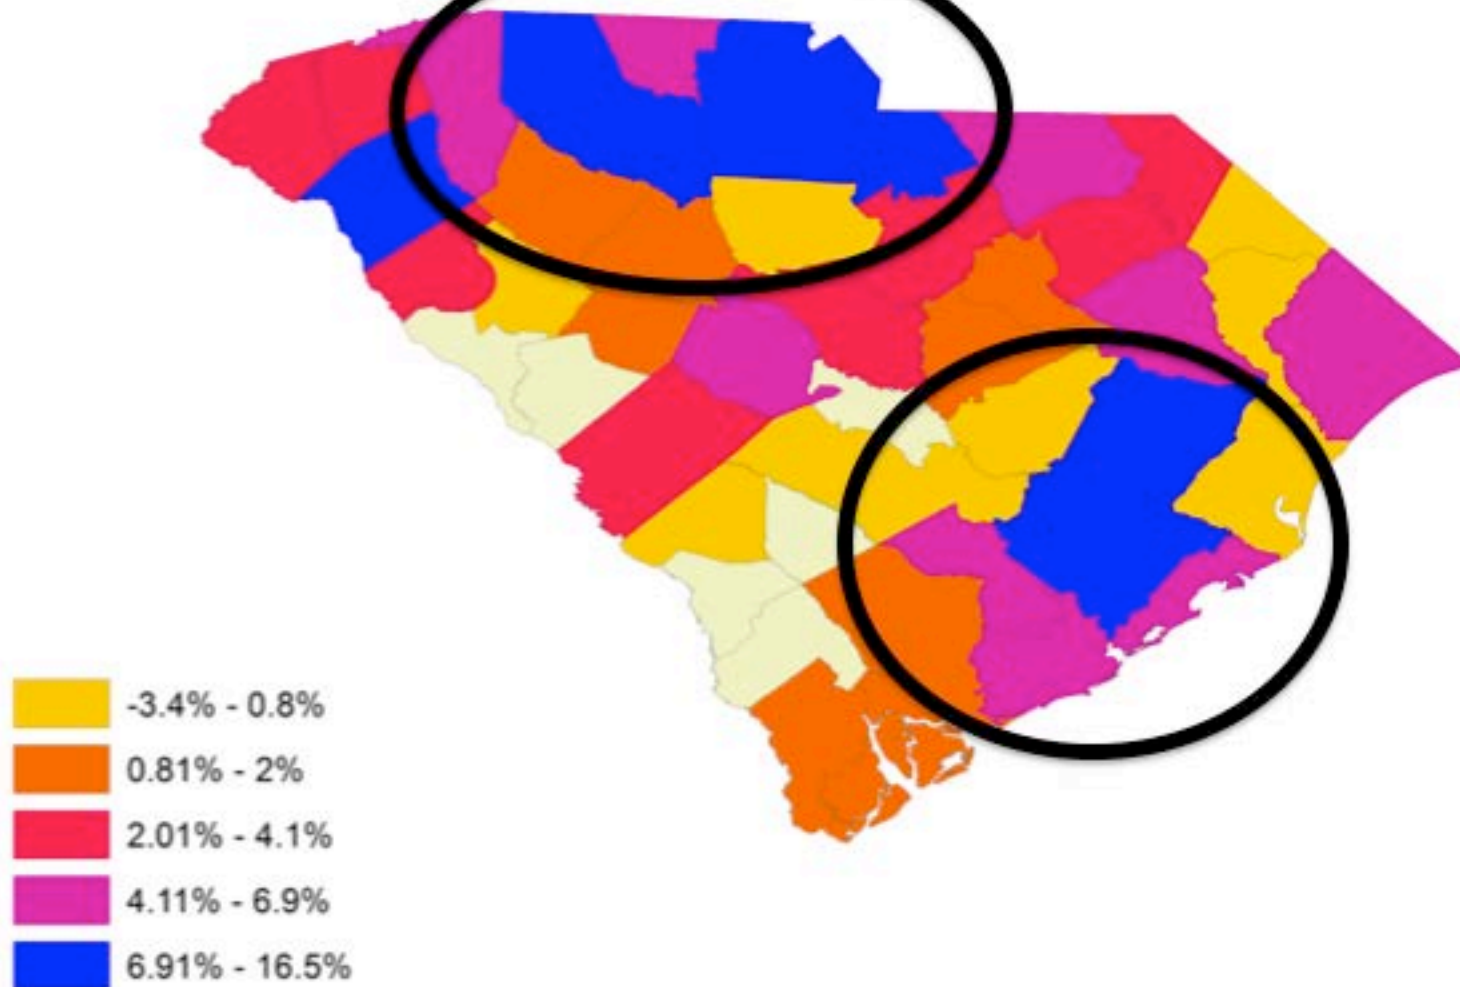 -3.4% - 0.8%
0.81% - 2%
2.01% - 4.1%
4.11% - 6.9%
6.91% - 16.5%